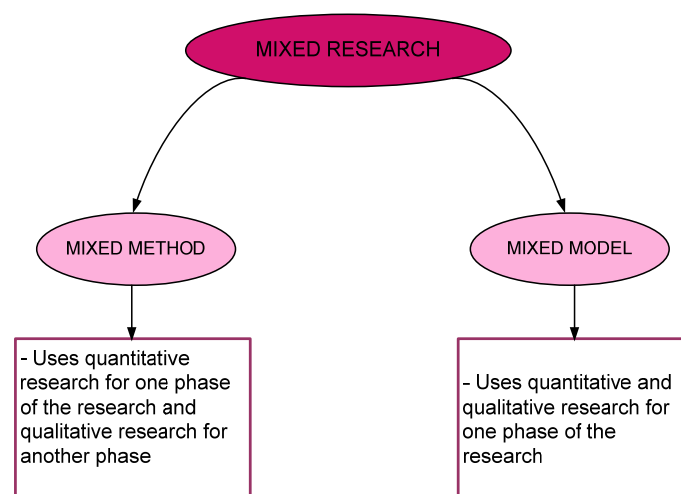 MIXED RESEARCH
MIXED METHOD
MIXED MODEL
- Uses quantitative
research for one phase
of the research and
qualitative research for
another phase
- Uses quantitative and
qualitative research for
one phase of the
research